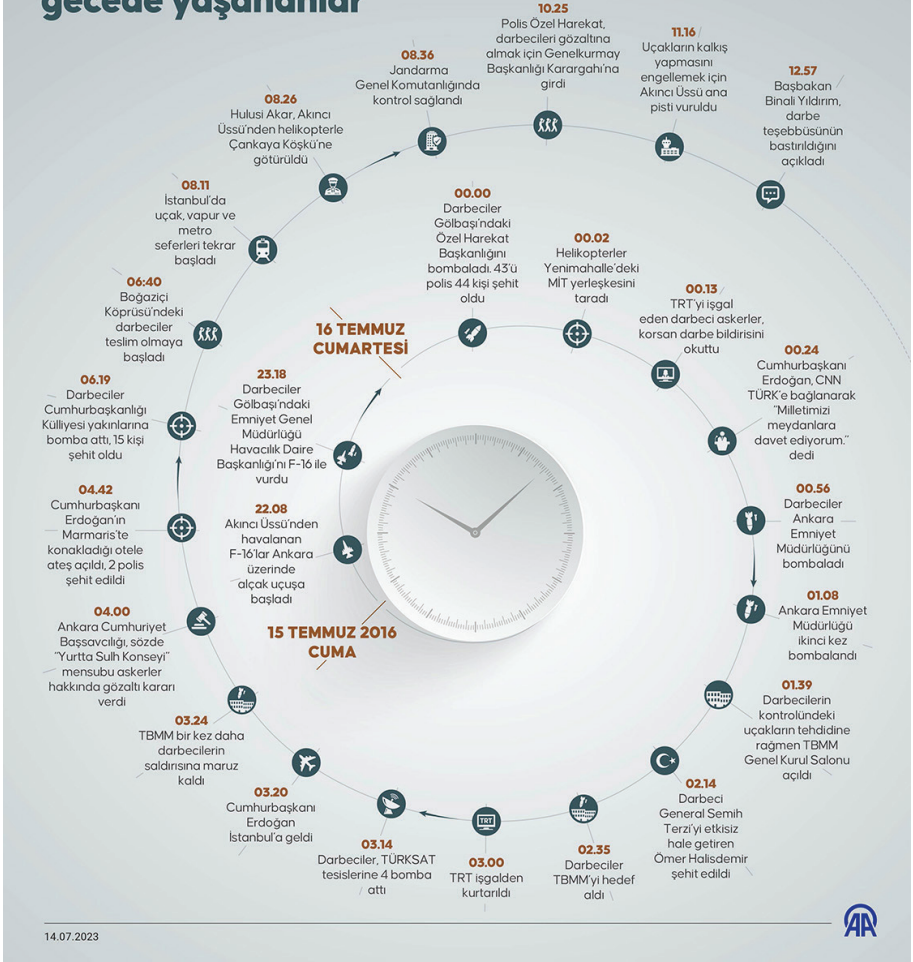 gecede yaşananlar
15 TEMMUZ 2016
CUMA
22.08
Akıncı Üssü'nden
havalanan
F-16'lar Ankara
üzerinde
alçak uçuşa
başladı
23.18
Darbeciler
Gölbaşı'ndaki
Emniyet Genel
Müdürlüğü
Havacılık Daire
Başkanlığı'nı F-16 ile
vurdu
16 TEMMUZ
CUMARTESİ
00.00
Darbeciler
Gölbaşı'ndaki
Özel Harekat
Başkanlığını
bombaladı. 43'ü
polis 44 kişi şehit
oldu
00.02
Helikopterler
Yenimahalle'deki
MİT yerleşkesini
taradı
00.13
TRT'yi işgal
eden darbeci askerler,
korsan darbe bildirisini
okuttu
00.24
Cumhurbaşkanı
Erdoğan, CNN
TÜRK'e bağlanarak
"Milletimizi
meydanlara
davet ediyorum."
dedi
00.56
Darbeciler
Ankara
Emniyet
Müdürlüğünü
bombaladı
01.08
Ankara Emniyet
Müdürlüğü
ikinci kez
bombalandı
01.39
Darbecilerin
kontrolündeki
uçakların tehdidine
rağmen TBMM
Genel Kurul Salonu
açıldı
02.14
Darbeci
General Semih
Terzi'yi etkisiz
hale getiren
Ömer Halisdemir
şehit edildi
02.35
Darbeciler
TBMM'yi hedef
aldı
TRT
03.00
TRT işgalden
kurtarıldı
03.14
Darbeciler, TÜRKSAT
tesislerine 4 bomba
attı
03.20
Cumhurbaşkanı
Erdoğan
İstanbul'a geldi
03.24
TBMM bir kez daha
darbecilerin
saldırısına maruz
kaldı
04.00
Ankara Cumhuriyet
Başsavcılığı, sözde
"Yurtta Sulh Konseyi"
mensubu askerler
hakkında gözaltı kararı
verdi
04.42
Cumhurbaşkanı
Erdoğan'ın
Marmaris'te
konakladığı otele
ateş açıldı, 2 polis
şehit edildi
06.19
Darbeciler
Cumhurbaşkanlığı
Külliyesi yakınlarına
bomba attı, 15 kişi
şehit oldu
06:40
Boğaziçi
Köprüsü'ndeki
darbeciler
teslim olmaya
başladı
08.11
İstanbul'da
uçak, vapur ve
metro
seferleri tekrar
başladı
08.26
Hulusi Akar, Akıncı
Üssü'nden helikopterle
Çankaya Köşkü'ne
götürüldü
08.36
Jandarma
Genel Komutanlığında
kontrol sağlandı
10.25
Polis Özel Harekat,
darbecileri gözaltına
almak için Genelkurmay
Başkanlığı Karargahı'na
girdi
11.16
Uçakların kalkış
yapmasını
engellemek için
Akıncı Üssü ana
pisti vuruldu
12.57
Başbakan
Binali Yıldırım,
darbe
teşebbüsünün
bastırıldığını
açıkladı
14.07.2023
AA